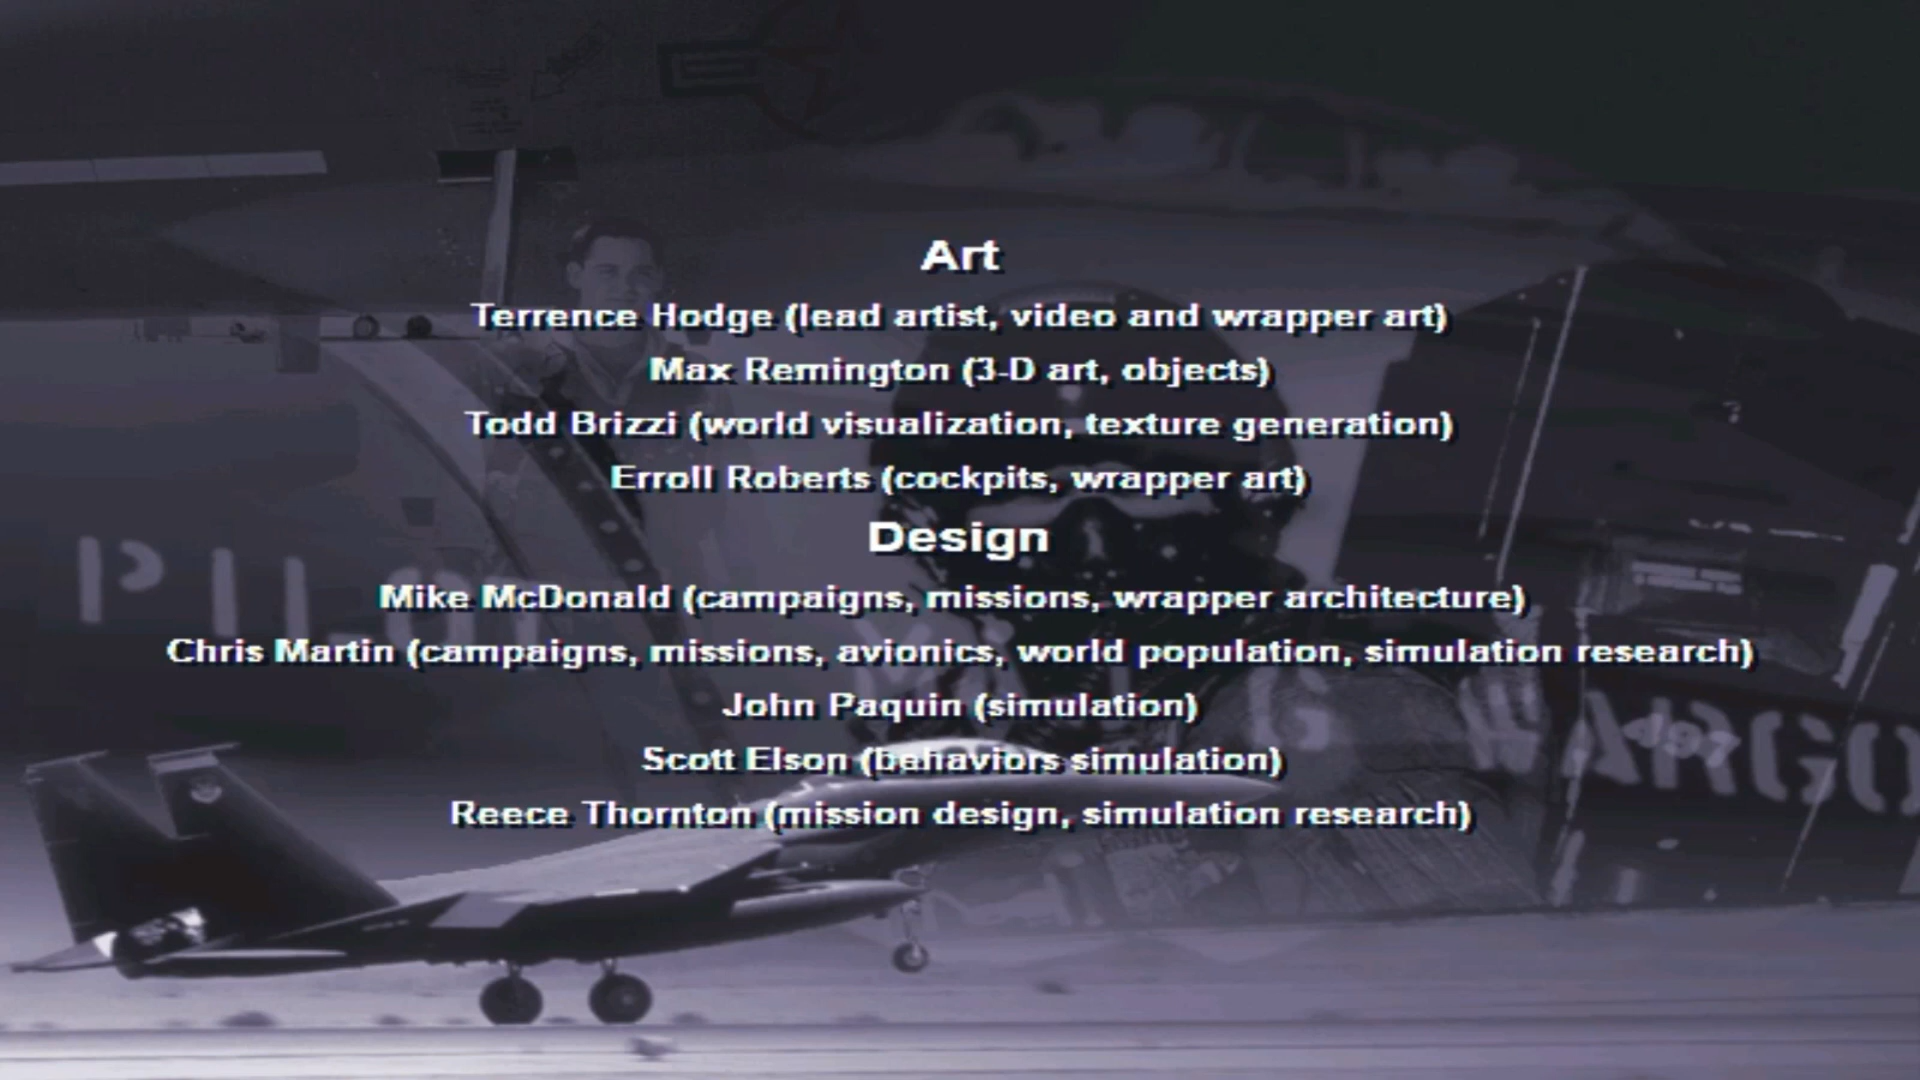 Art
Terrence Hodge (lead artist, video and wrapper art)
Max Remington (3-D art, objects)
Todd Brizzi (world visualization, texture generation)
Erroll Roberts (cockpits, wrapper art)
Design
PILOT
Mike McDonald (campaigns, missions, wrapper architecture)
Chris Martin (campaigns, missions, avionics, world population, simulation research)
John Paquin (simulation)
Scott Elson (behaviors simulation)
Reece Thornton (mission design, simulation research)